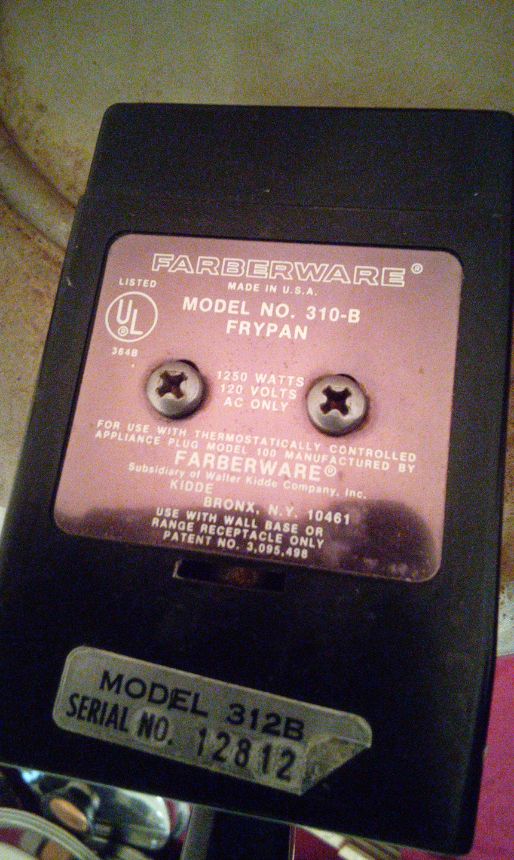 FARBERWARE®
MADE IN U.S.A.
LISTED
UL
364B
MODEL NO. 310-B
FRYPAN
1250 WATTS
120 VOLTS
AC ONLY
FOR USE WITH THERMOSTATICALLY CONTROLLED
APPLIANCE PLUG MODEL 100 MANUFACTURED BY
FARBERWARE®
Subsidiary of Walter Kidde Company, Inc.
KIDDE
BRONX, N.Y. 10461
USE WITH WALL BASE OR
RANGE RECEPTACLE ONLY
PATENT NO. 3,095,498
MODEL 312B
SERIAL NO. 12812